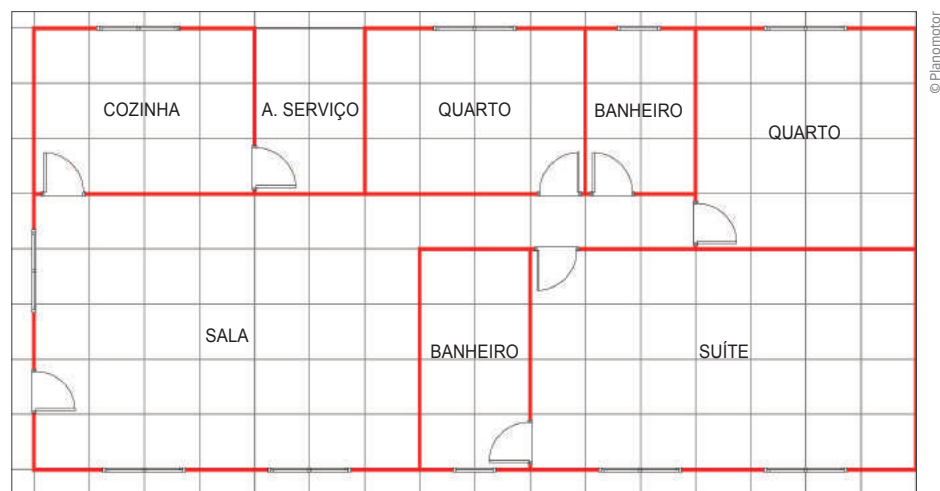 © Planomotor
COZINHA
A. SERVIÇO
QUARTO
BANHEIRO
QUARTO
SALA
BANHEIRO
SUÍTE